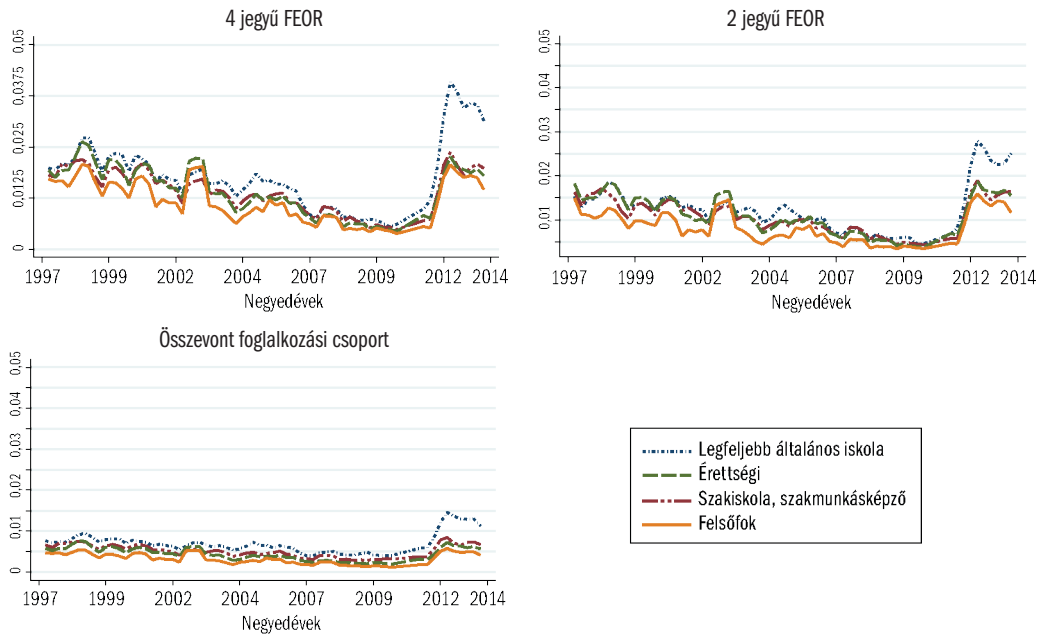 4 jegyű FEOR
0,05
0,0375
0,025
0,0125
0
1997 1999 2002 2004 2007 2009 2012 2014
Negyedévek
2 jegyű FEOR
0,05
0,04
0,03
0,02
0,01
1997 1999 2002 2004 2007 2009 2012 2014
Negyedévek
Összevont foglalkozási csoport
0,05
0,04
0,03
0,02
0,01
0
1997 1999 2002 2004 2007 2009 2012 2014
Negyedévek
Legfeljebb általános iskola
Érettségi
Szakiskola, szakmunkásképző
Felsőfok